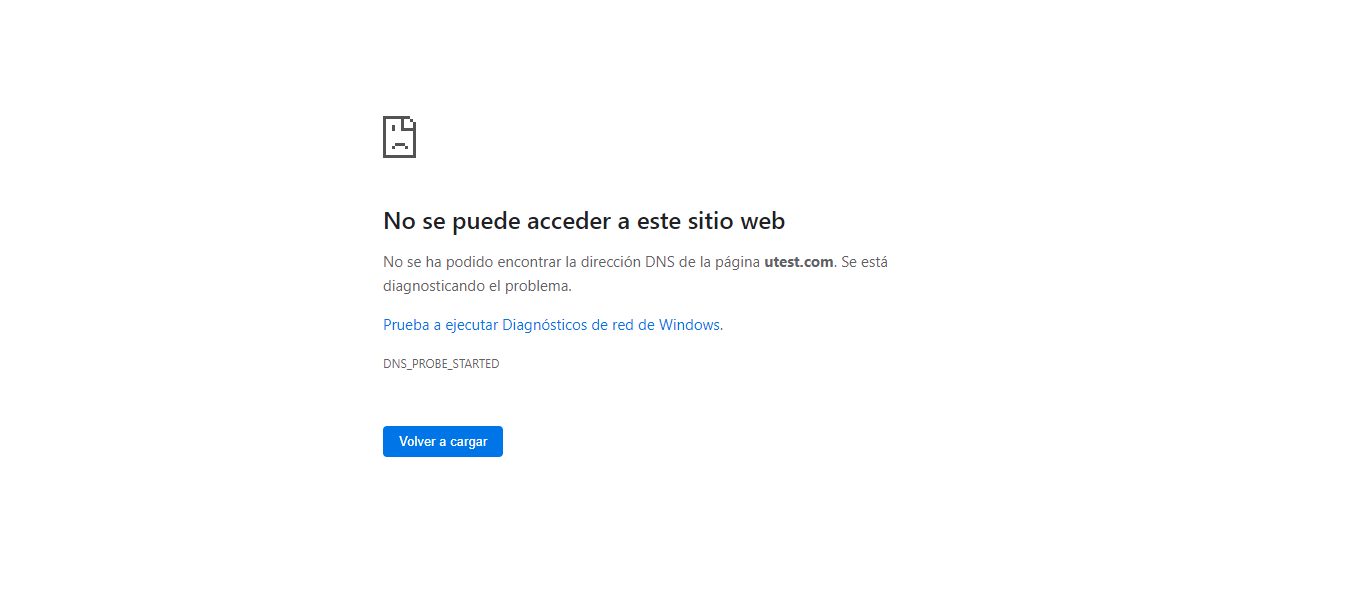 No se puede acceder a este sitio web
No se ha podido encontrar la dirección DNS de la página utest.com. Se está
diagnosticando el problema.
Prueba a ejecutar Diagnósticos de red de Windows.
DNS_PROBE_STARTED
Volver a cargar